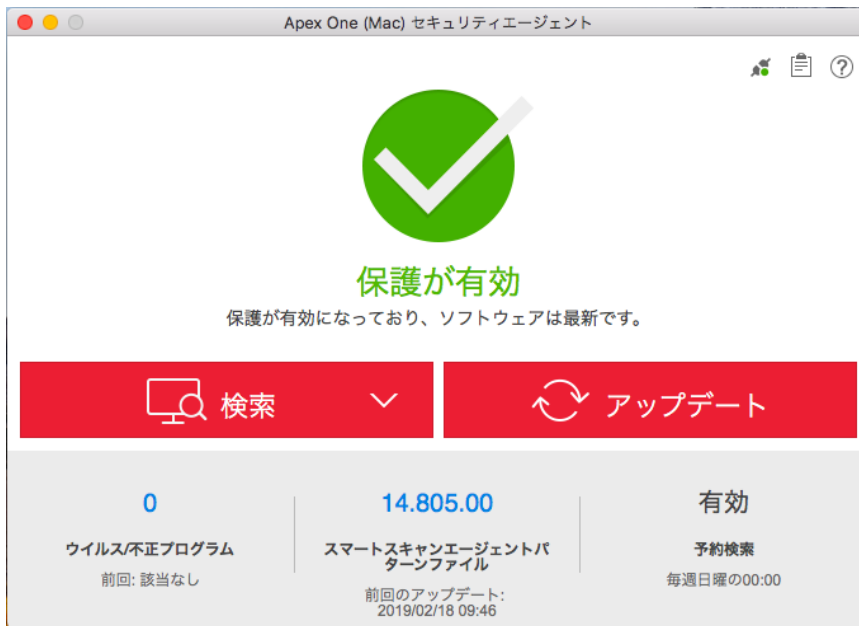 Apex One (Mac) セキュリティエージェント
保護が有効
保護が有効になっており、ソフトウェアは最新です。
検索
アップデート
0
ウイルス/不正プログラム
前回: 該当なし
14.805.00
スマートスキャンエージェントパ
ターンファイル
前回のアップデート:
2019/02/18 09:46
有効
予約検索
毎週日曜の00:00